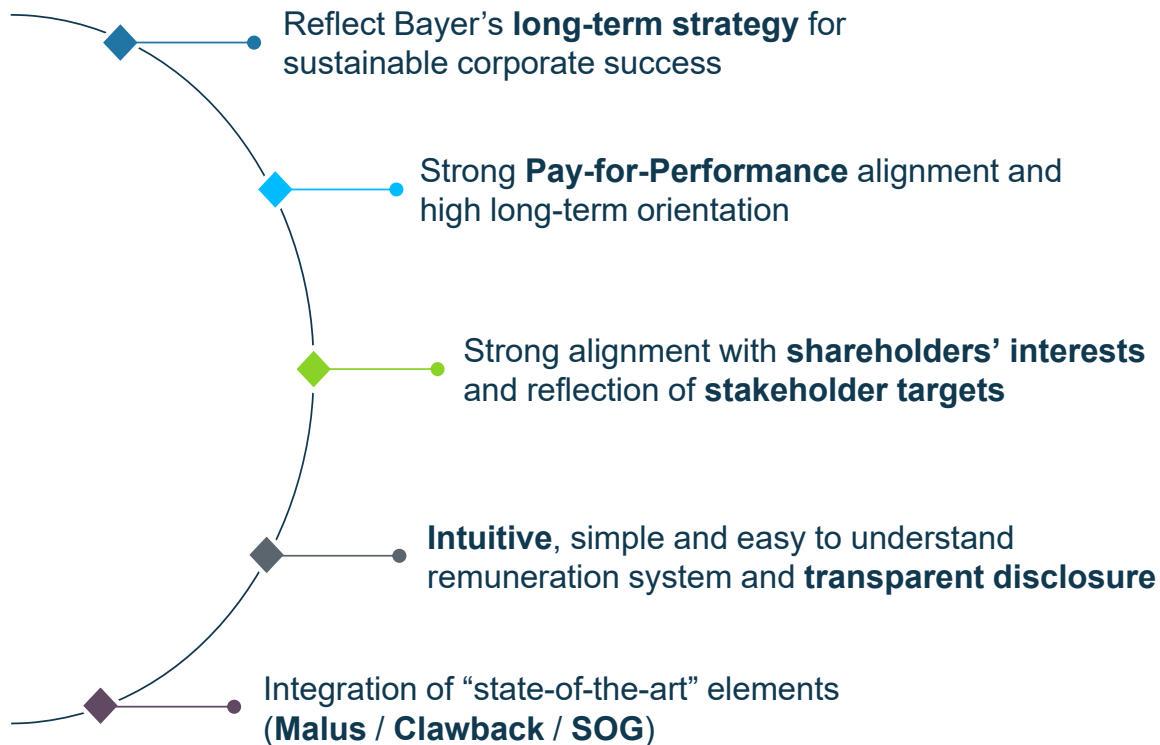 Reflect Bayer’s long-term strategy for
sustainable corporate success
Strong Pay-for-Performance alignment and
high long-term orientation
Strong alignment with shareholders’ interests
and reflection of stakeholder targets
Intuitive, simple and easy to understand
remuneration system and transparent disclosure
Integration of “state-of-the-art” elements
(Malus / Clawback / SOG)